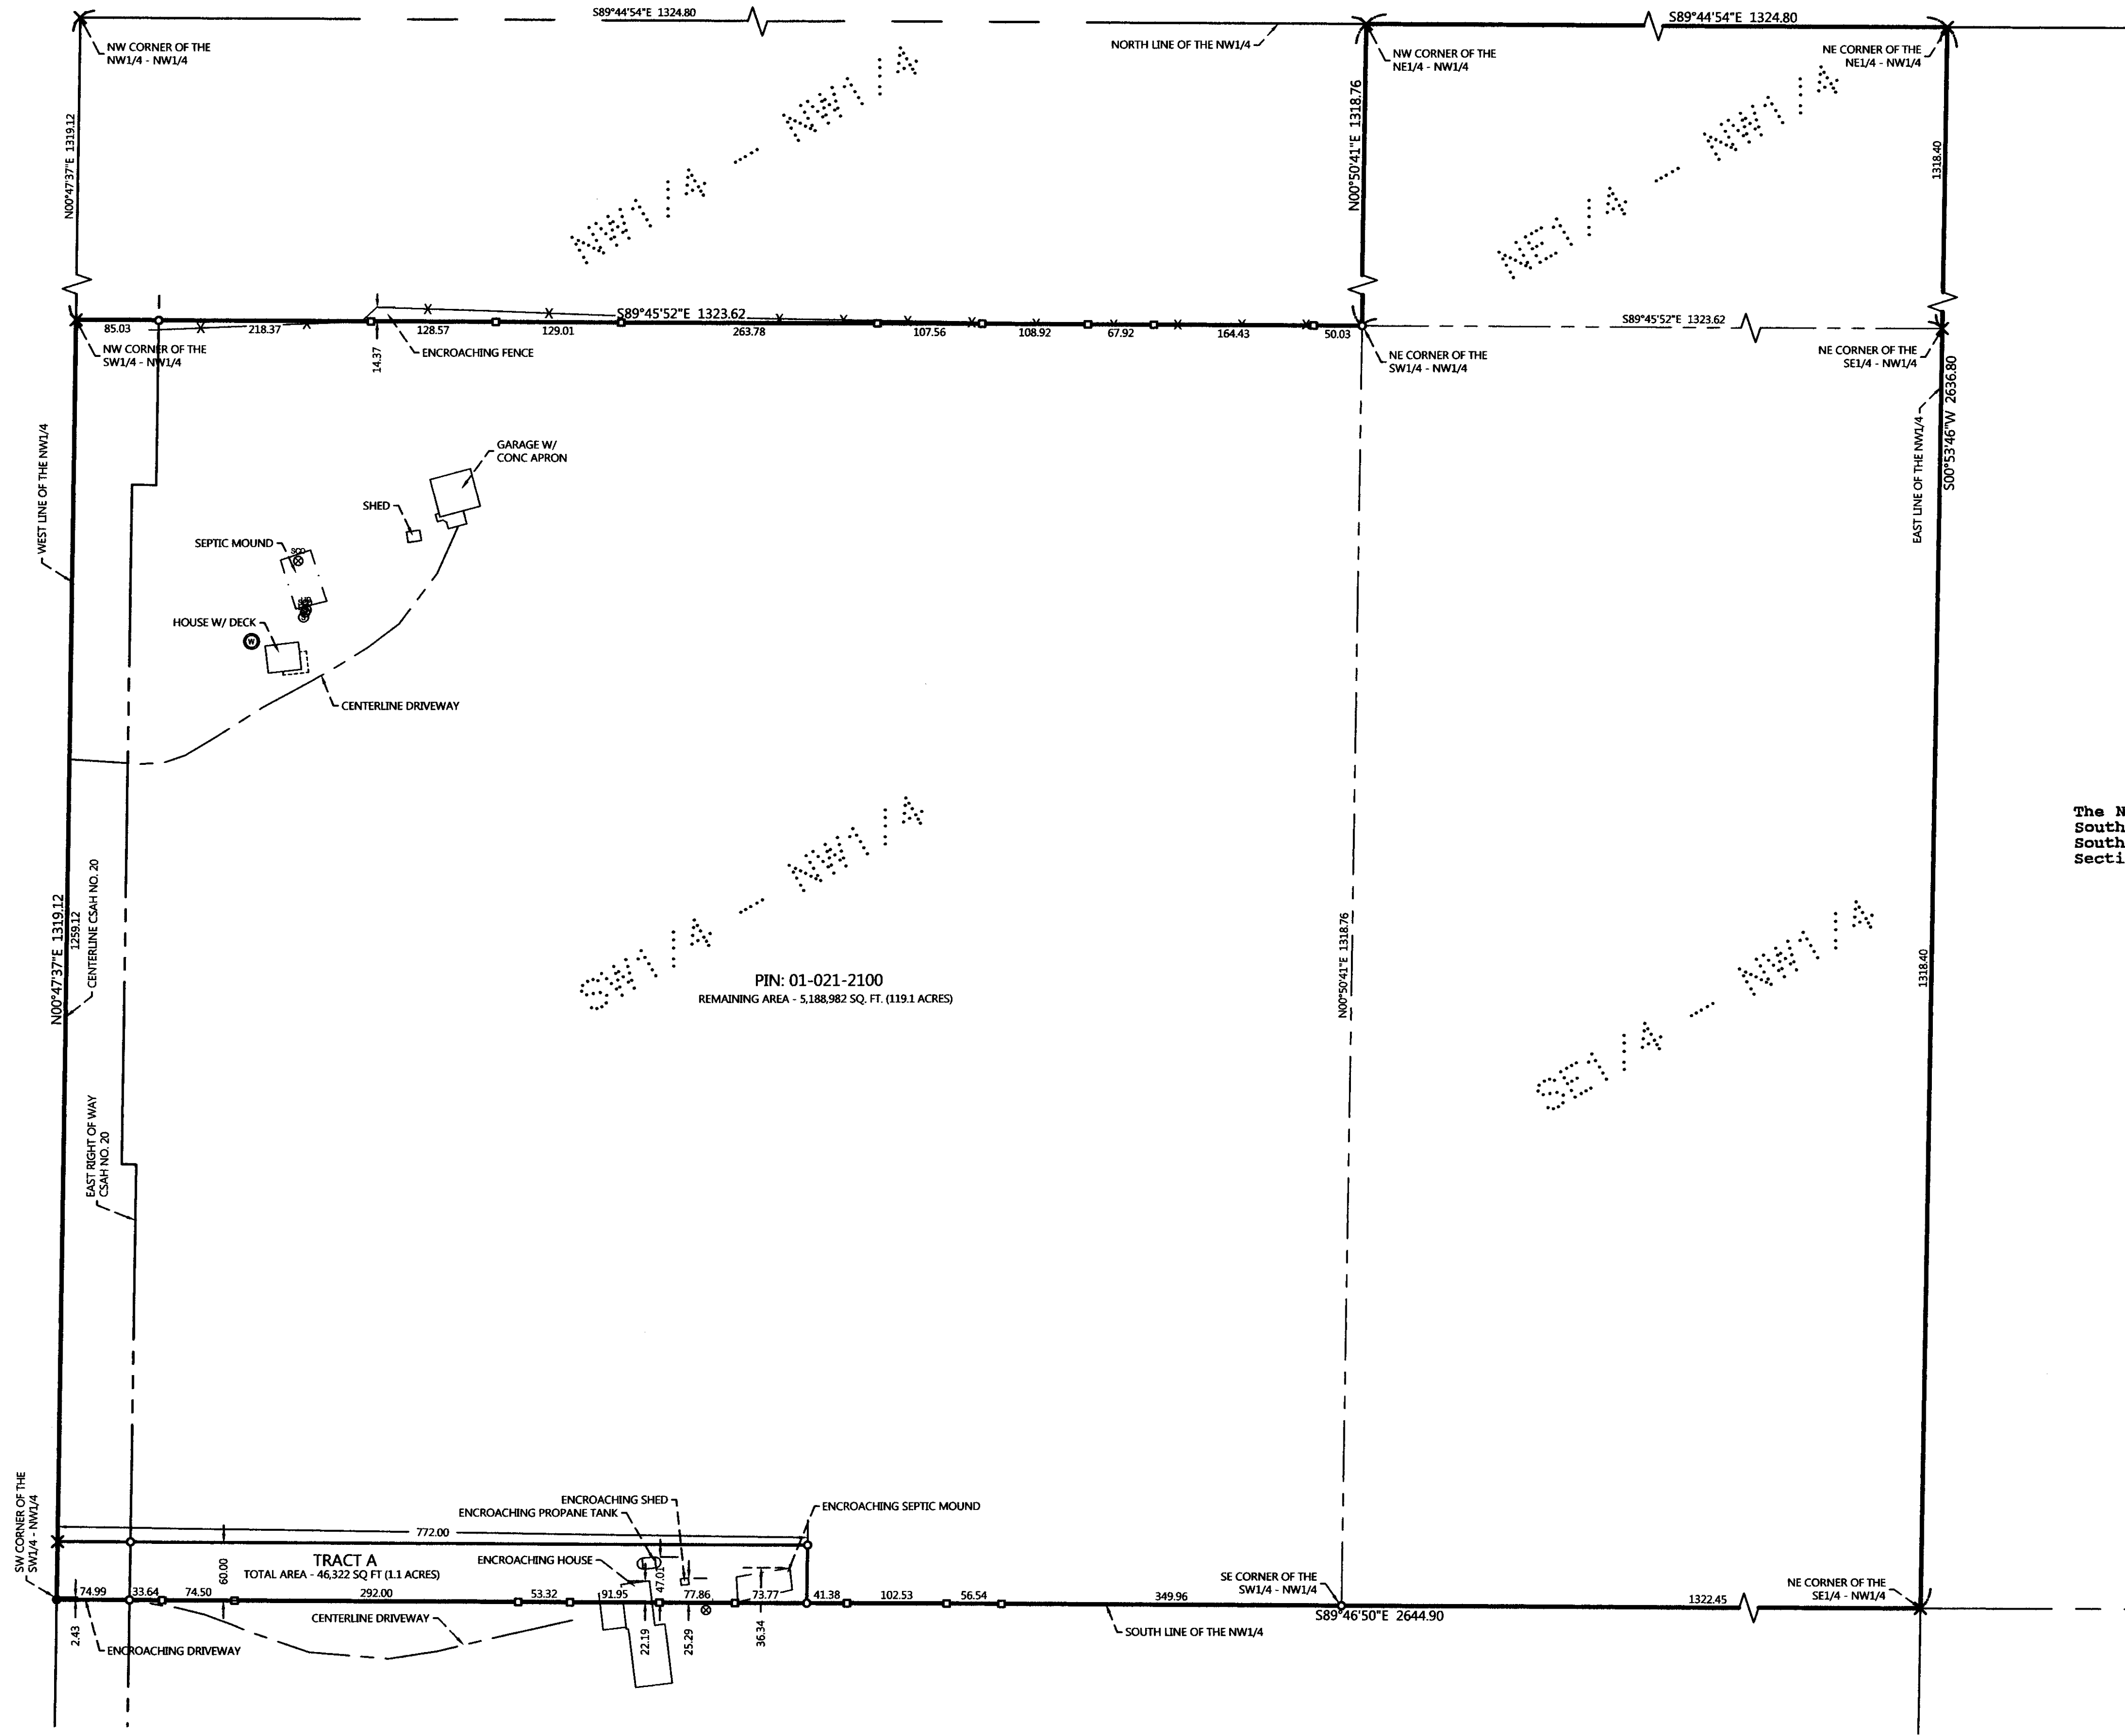 S89°44'54"E 1324.80
S89°44'54"E 1324.80
NW CORNER OF THE
NW1/4 - NW1/4
NORTH LINE OF THE NW1/4
NW CORNER OF THE
NE1/4 - NW1/4
NE CORNER OF THE
NE1/4 - NW1/4
N00°47'37"E 1319.12
NW1/4 - NW1/4
N00°50'41"E 1318.76
NE1/4 - NW1/4
1318.40
S89°45'52"E 1323.62
S89°45'52"E 1323.62
85.03
218.37
128.57
129.01
263.78
107.56
108.92
67.92
164.43
50.03
NW CORNER OF THE
SW1/4 - NW1/4
14.37
ENCROACHING FENCE
NE CORNER OF THE
SW1/4 - NW1/4
NE CORNER OF THE
SE1/4 - NW1/4
S00°53'46"W 2636.80
EAST LINE OF THE NW1/4
WEST LINE OF THE NW1/4
GARAGE W/
CONC APRON
SHED
SEPTIC MOUND
SCO
HOUSE W/ DECK
W
CENTERLINE DRIVEWAY
The N
South
South
Secti
N00°47'37"E 1319.12
1259.12
CENTERLINE CSAH NO. 20
SW1/4 - NW1/4
PIN: 01-021-2100
REMAINING AREA - 5,188,982 SQ. FT. (119.1 ACRES)
N00°50'41"E 1318.76
SE1/4 - NW1/4
1318.40
EAST RIGHT OF WAY
CSAH NO. 20
SW CORNER OF THE
SW1/4 - NW1/4
772.00
ENCROACHING SHED
ENCROACHING PROPANE TANK
ENCROACHING SEPTIC MOUND
ENCROACHING HOUSE
TRACT A
TOTAL AREA - 46,322 SQ FT (1.1 ACRES)
60.00
47.01
74.99
33.64
74.50
292.00
53.32
91.95
77.86
73.77
41.38
102.53
56.54
349.96
1322.45
SE CORNER OF THE
SW1/4 - NW1/4
NE CORNER OF THE
SE1/4 - NW1/4
S89°46'50"E 2644.90
2.43
ENCROACHING DRIVEWAY
CENTERLINE DRIVEWAY
22.19
25.29
36.34
SOUTH LINE OF THE NW1/4